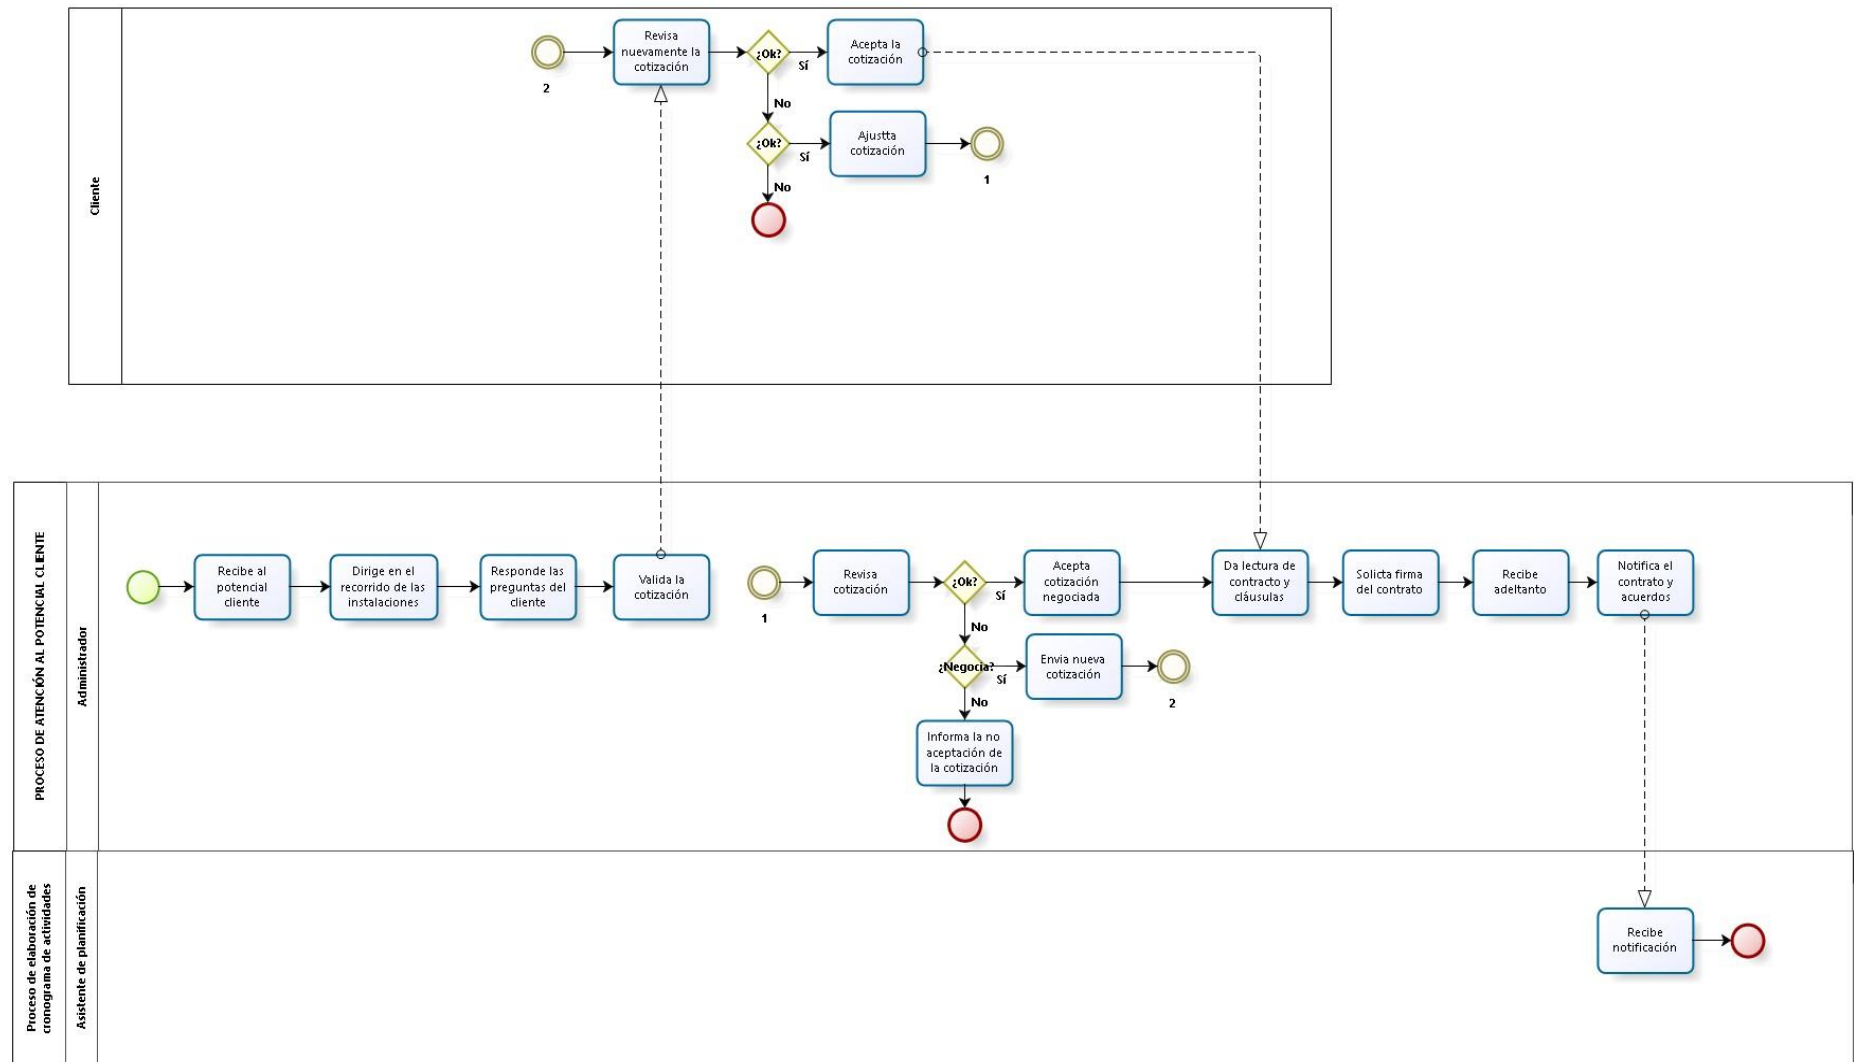 Cliente
2
Revisa
nuevamente la
cotización
¿Ok?
Sí
Acepta la
cotización
No
¿Ok?
Sí
Ajustta
cotización
1
No
PROCESO DE ATENCIÓN AL POTENCIAL CLIENTE
Administrador
Recibe al
potencial
cliente
Dirige en el
recorrido de las
instalaciones
Responde las
preguntas del
cliente
Valida la
cotización
1
Revisa
cotización
¿Ok?
Sí
Acepta
cotización
negociada
Da lectura de
contracto y
cláusulas
Solicta firma
del contrato
Recibe
adeltanto
Notifica el
contrato y
acuerdos
No
¿Negocia?
Sí
Envia nueva
cotización
2
No
Informa la no
aceptación de
la cotización
Proceso de elaboración de
cronograma de actividades
Asistente de planificación
Recibe
notificación